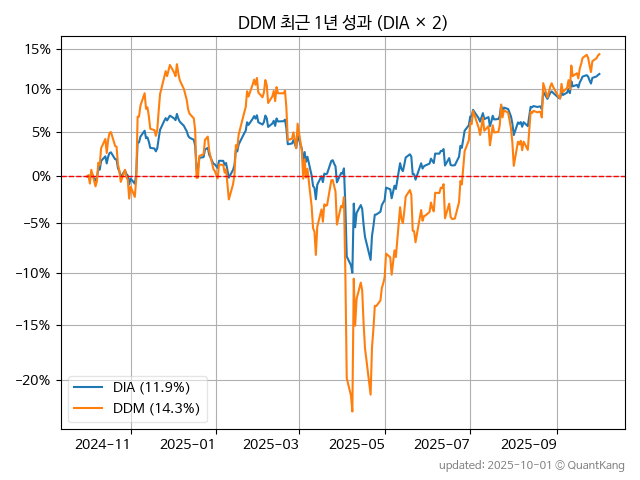 DDM 최근 1년 성과 (DIA × 2)
15%
10%
5%
0%
−5%
−10%
−15%
−20%
DIA (11.9%)
DDM (14.3%)
2024−11 2025−01 2025−03 2025−05 2025−07 2025−09
updated: 2025-10-01 © QuantKang